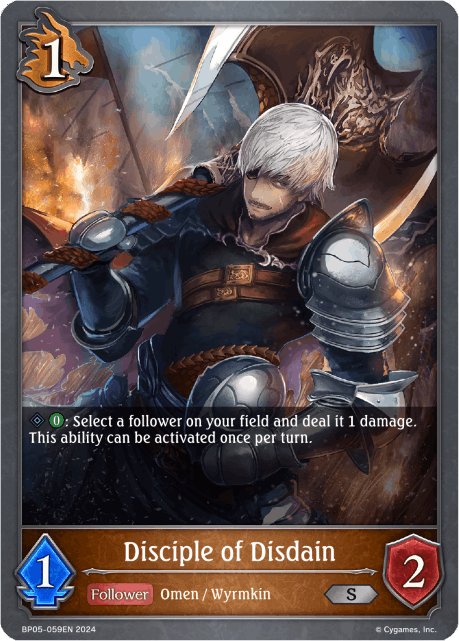 1
0 : Select a follower on your field and deal it 1 damage.
This ability can be activated once per turn.
Disciple of Disdain
1
Follower Omen / Wyrmkin S
2
BP05-059EN 2024 © Cygames, Inc.